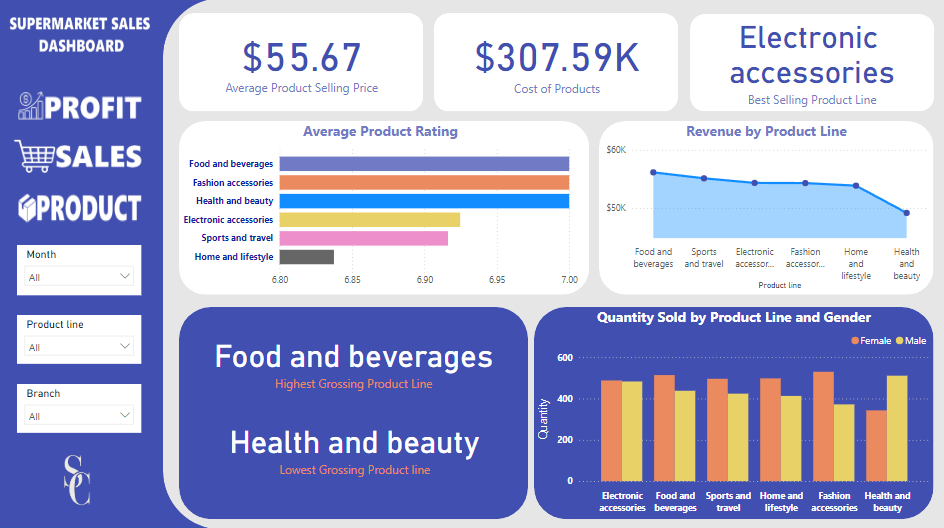 SUPERMARKET SALES
DASHBOARD
PROFIT
SALES
PRODUCT
Month
All
Product line
All
Branch
All
SC
$55.67
Average Product Selling Price
$307.59K
Cost of Products
Electronic
accessories
Best Selling Product Line
Average Product Rating
Food and beverages
Fashion accessories
Health and beauty
Electronic accessories
Sports and travel
Home and lifestyle
6.80 6.85 6.90 6.95 7.00
Revenue by Product Line
$60K
$50K
Food and Sports Electronic Fashion Home Health
beverages and travel accessor... accessor... and and
lifestyle beauty
Product line
Food and beverages
Highest Grossing Product Line
Health and beauty
Lowest Grossing Product line
Quantity Sold by Product Line and Gender
Female Male
Quantity
600
400
200
0
Electronic Food and Sports and Home and Fashion Health and
accessories beverages travel lifestyle accessories beauty